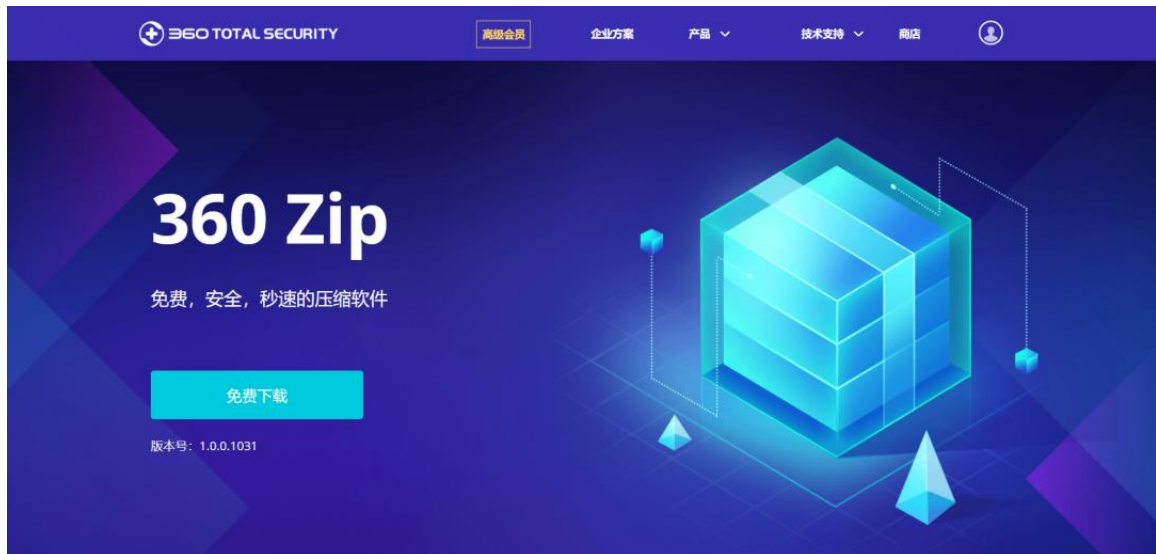 360 TOTAL SECURITY 高级会员 企业方案 产品 技术支持 商店
360 Zip
免费，安全，秒速的压缩软件
免费下载
版本号：1.0.0.1031